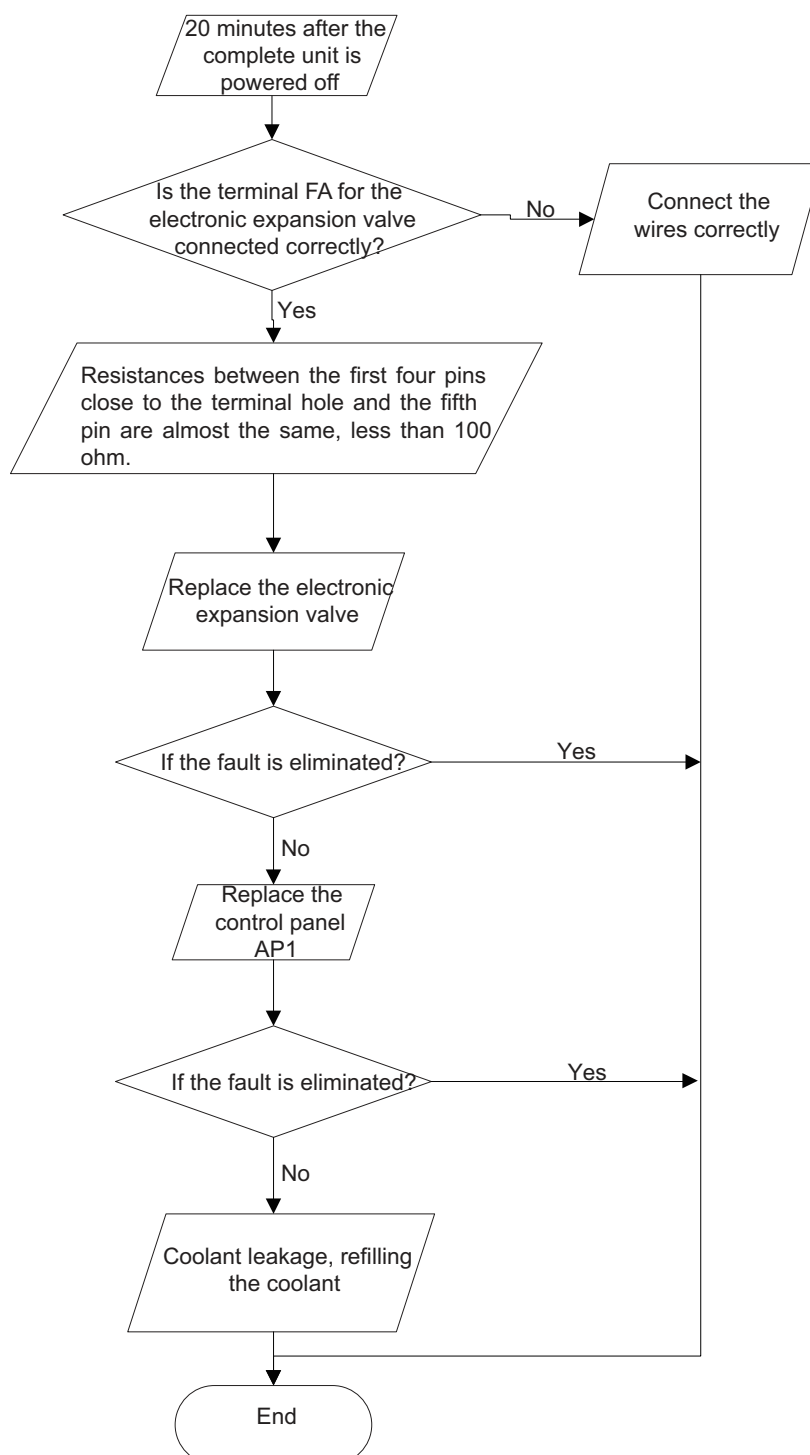 20 minutes after the
complete unit is
powered off
Is the terminal FA for the
electronic expansion valve
connected correctly?
No
Connect the
wires correctly
Yes
Resistances between the first four pins
close to the terminal hole and the fifth
pin are almost the same, less than 100
ohm.
Replace the electronic
expansion valve
If the fault is eliminated?
Yes
No
Replace the
control panel
AP1
If the fault is eliminated?
Yes
No
Coolant leakage, refilling
the coolant
End